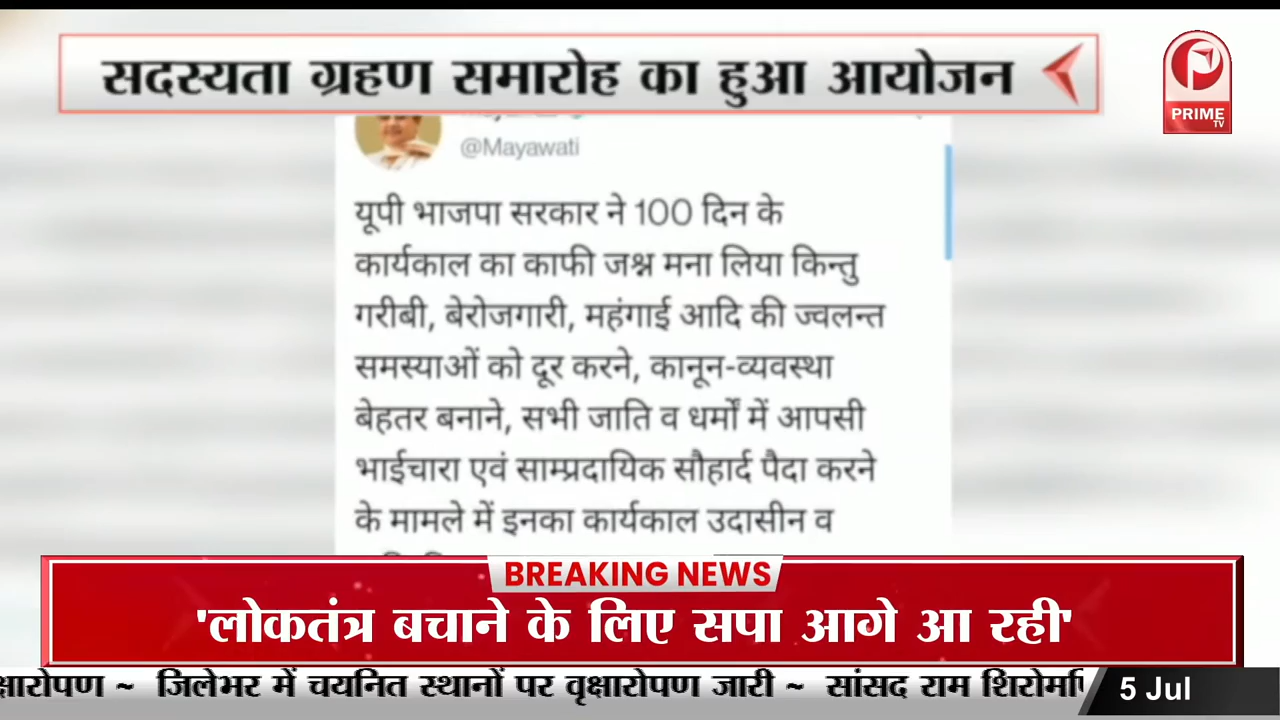 सदस्यता ग्रहण समारोह का हुआ आयोजन
PRIME
TV
@Mayawati
यूपी भाजपा सरकार ने 100 दिन के
कार्यकाल का काफी जश्न मना लिया किन्तु
गरीबी, बेरोजगारी, महंगाई आदि की ज्वलन्त
समस्याओं को दूर करने, कानून-व्यवस्था
बेहतर बनाने, सभी जाति व धर्मों में आपसी
भाईचारा एवं साम्प्रदायिक सौहार्द पैदा करने
के मामले में इनका कार्यकाल उदासीन व
BREAKING NEWS
'लोकतंत्र बचाने के लिए सपा आगे आ रही'
क्षारोपण ~ जिलेभर में चयनित स्थानों पर वृक्षारोपण जारी ~ सांसद राम
5 Jul